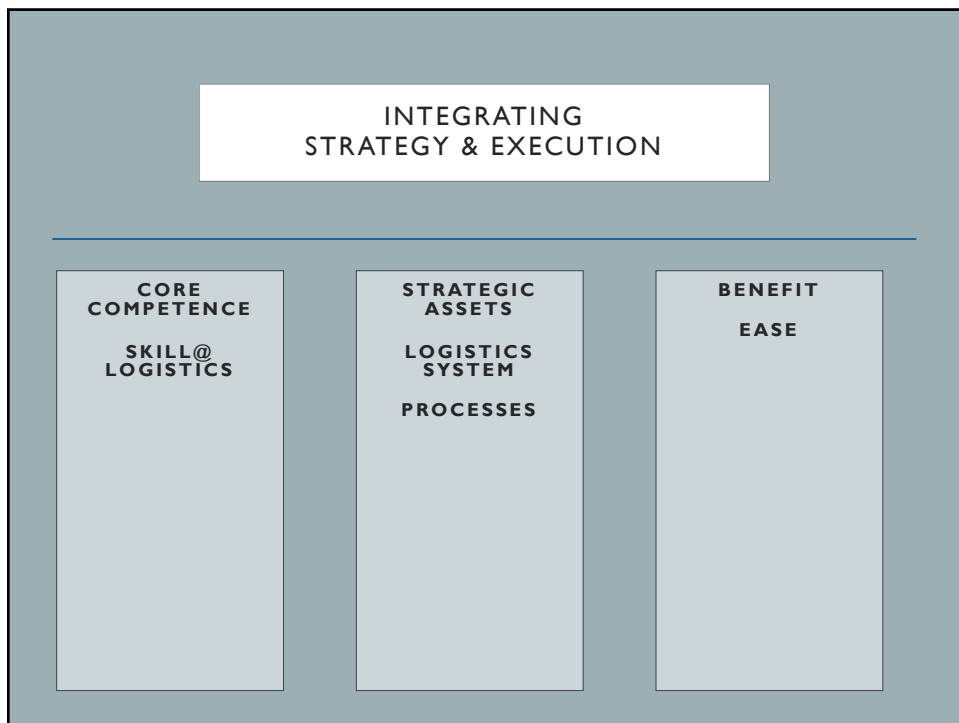 INTEGRATING
STRATEGY & EXECUTION
CORE
COMPETENCE
SKILL@
LOGISTICS
STRATEGIC
ASSETS
LOGISTICS
SYSTEM
PROCESSES
BENEFIT
EASE